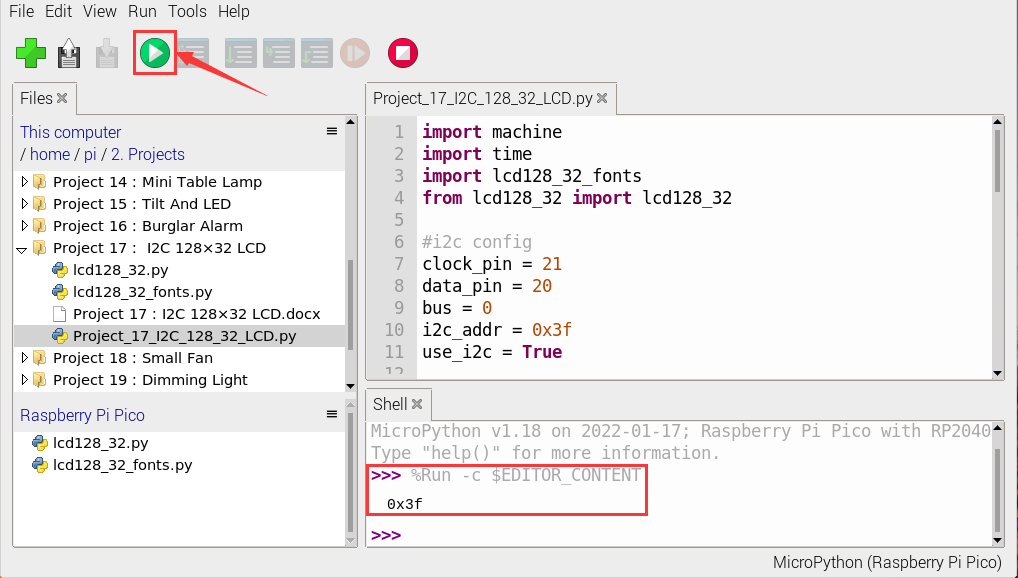 File Edit View Run Tools Help
Files
This computer
/ home / pi / 2. Projects
Project 14 : Mini Table Lamp
Project 15 : Tilt And LED
Project 16 : Burglar Alarm
Project 17 : I2C 128×32 LCD
lcd128_32.py
lcd128_32_fonts.py
Project 17 : I2C 128×32 LCD.docx
Project_17_I2C_128_32_LCD.py
Project 18 : Small Fan
Project 19 : Dimming Light
Raspberry Pi Pico
lcd128_32.py
lcd128_32_fonts.py
Project_17_I2C_128_32_LCD.py
1 import machine
2 import time
3 import lcd128_32_fonts
4 from lcd128_32 import lcd128_32
5
6 #i2c config
7 clock_pin = 21
8 data_pin = 20
9 bus = 0
10 i2c_addr = 0x3f
11 use_i2c = True
12
Shell
MicroPython v1.18 on 2022-01-17; Raspberry Pi Pico with RP2040
Type "help()" for more information.
>>> %Run -c $EDITOR_CONTENT
0x3f
>>>
MicroPython (Raspberry Pi Pico)